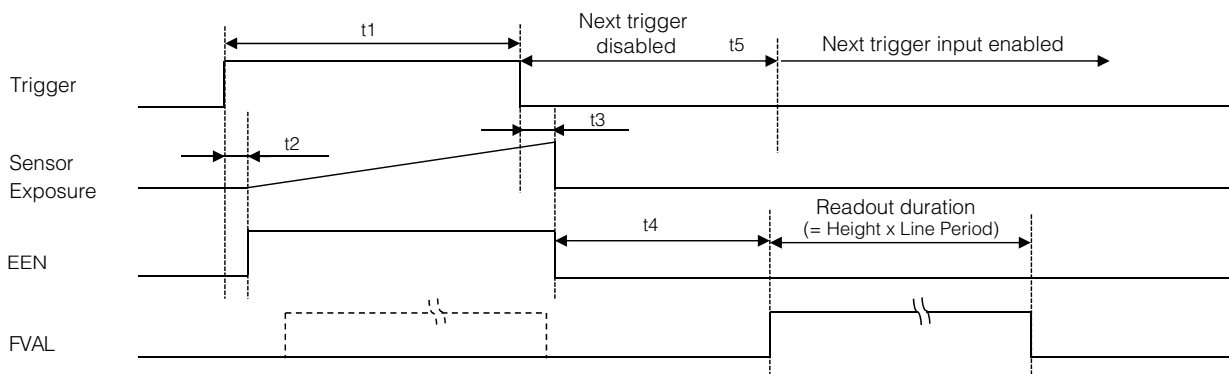 t1
Next trigger
disabled
t5
Next trigger input enabled
Trigger
t3
t2
Sensor
Exposure
Readout duration
(= Height x Line Period)
t4
EEN
FVAL